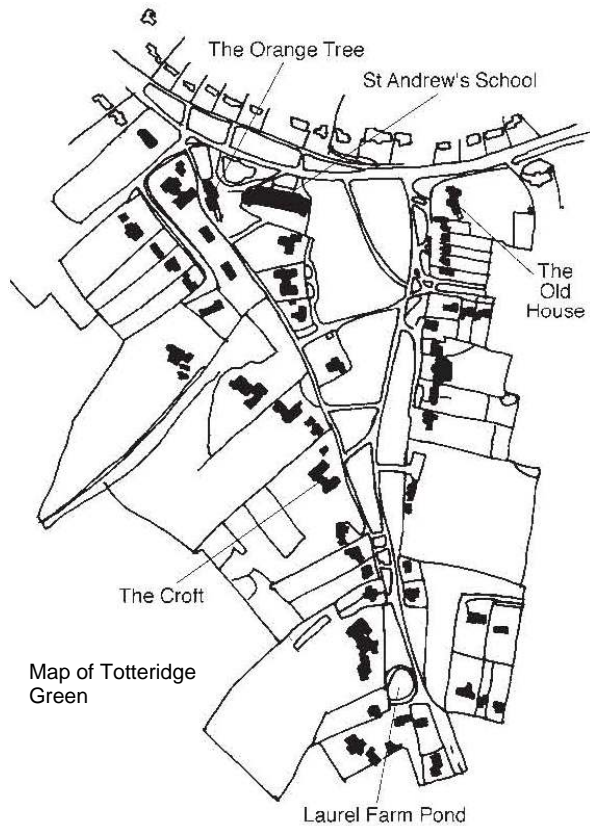 The Orange Tree
St Andrew's School
The
Old
House
The Croft
Map of Totteridge
Green
Laurel Farm Pond